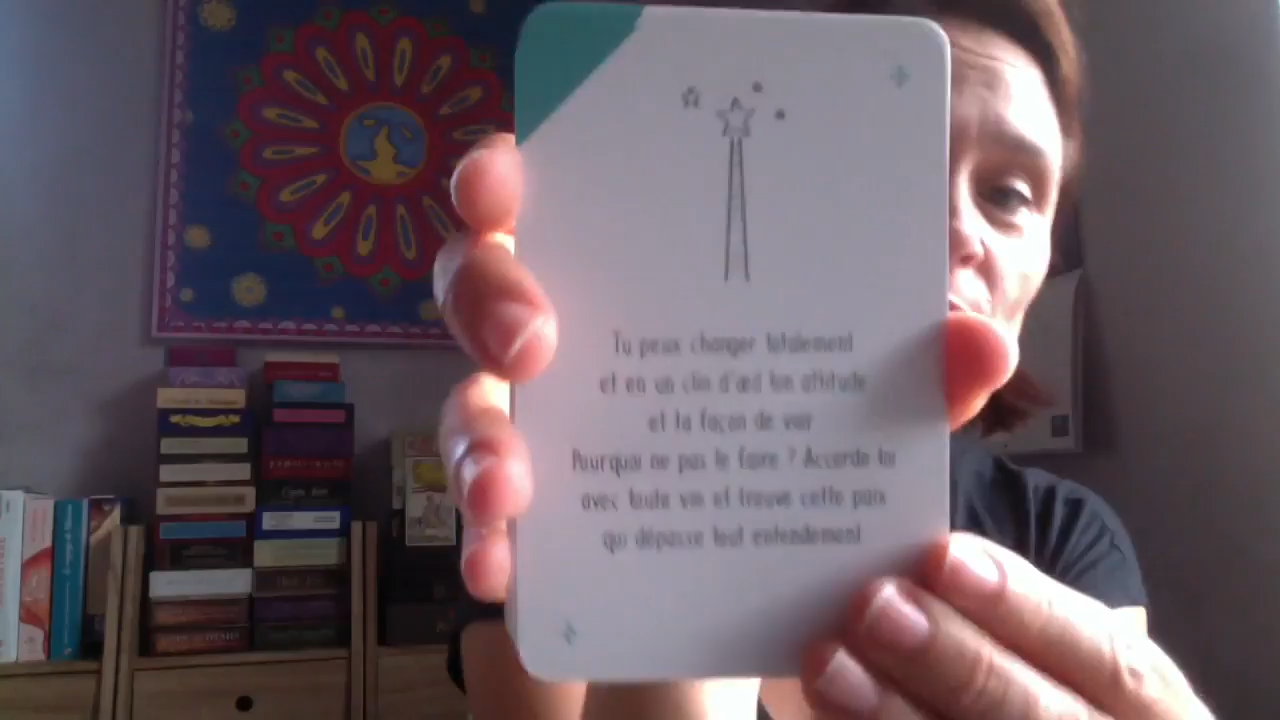 Tu peux changer totalement
et en un clin d'œil ton attitude
et la façon de voir
Pourquoi ne pas le faire ? Accorde-toi
avec toute vie et trouve cette paix
qui dépasse tout entendement